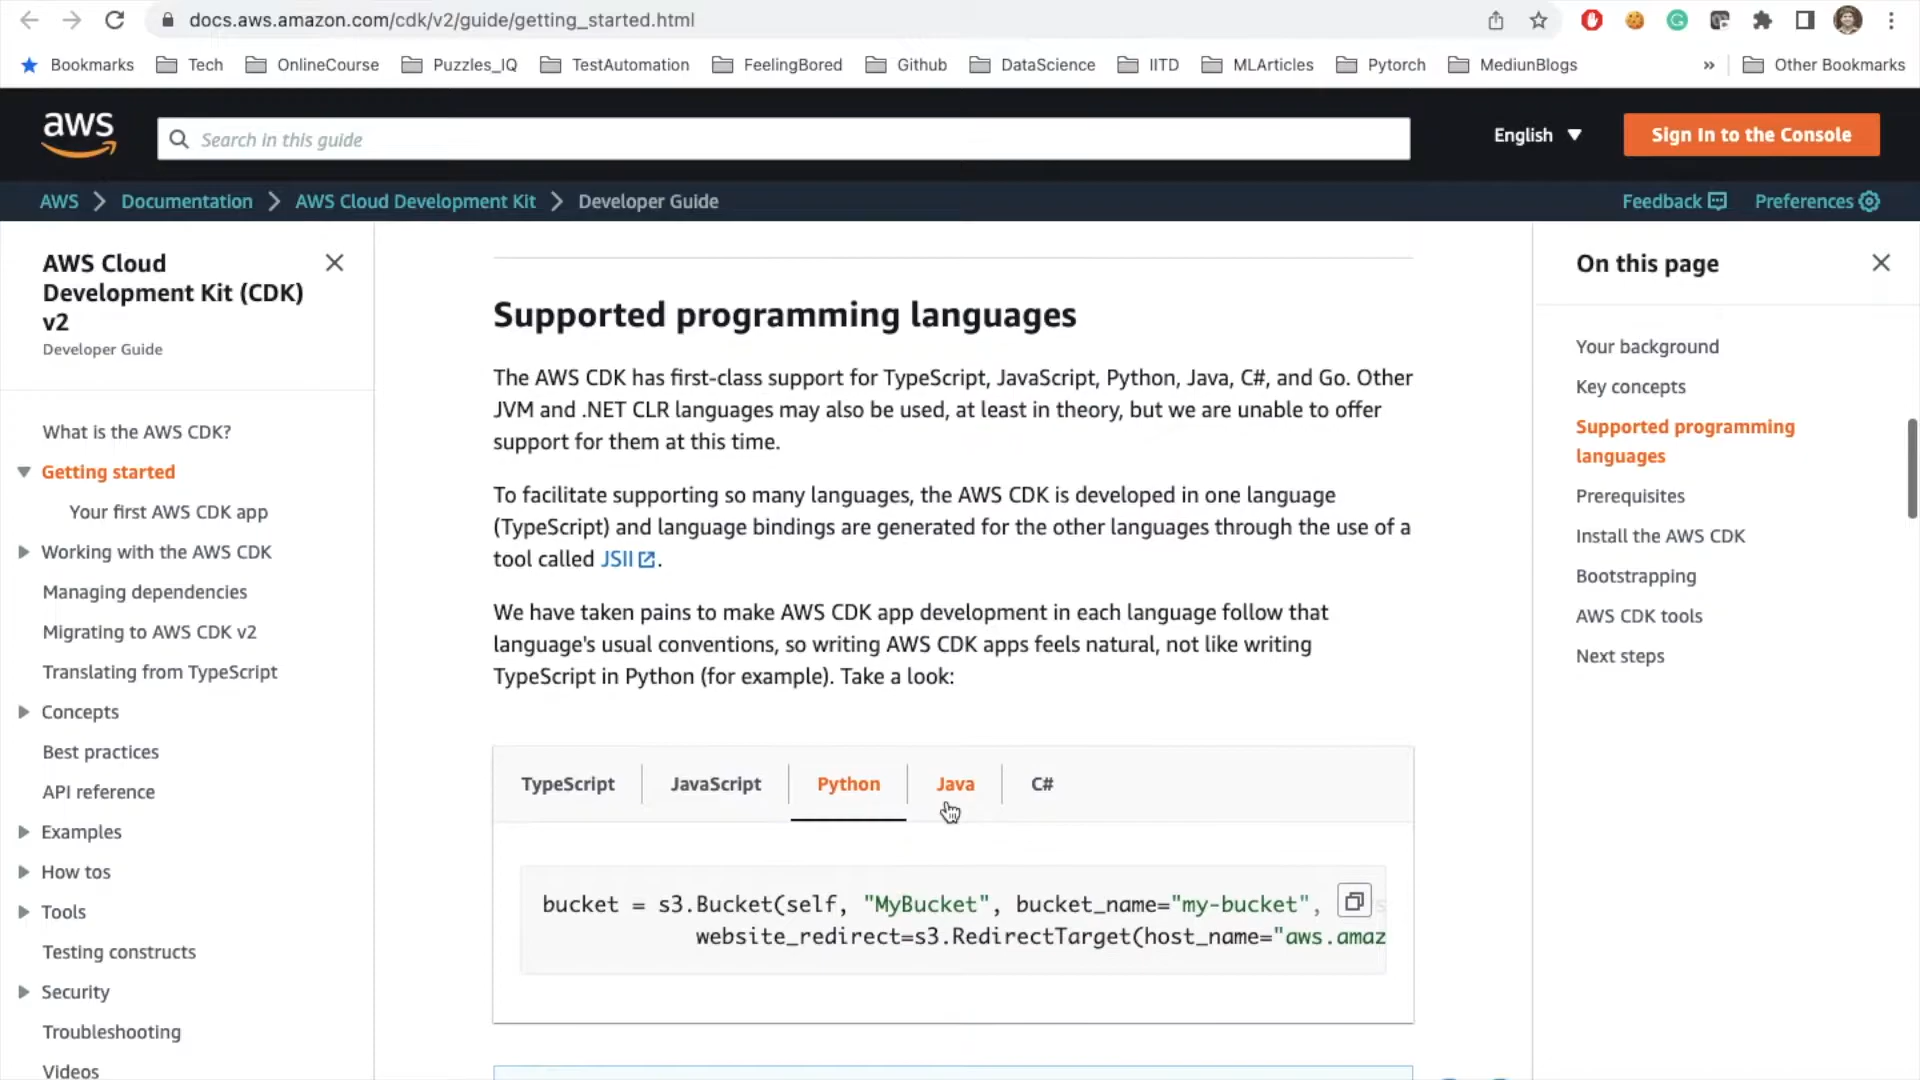 docs.aws.amazon.com/cdk/v2/guide/getting_started.html
Bookmarks Tech OnlineCourse Puzzles_IQ TestAutomation FeelingBored Github DataScience IITD MLArticles Pytorch MediunBlogs » Other Bookmarks
aws
Search in this guide
English
Sign In to the Console
AWS Documentation AWS Cloud Development Kit Developer Guide
Feedback Preferences
AWS Cloud
Development Kit (CDK)
v2
Developer Guide
What is the AWS CDK?
Getting started
Your first AWS CDK app
Working with the AWS CDK
Managing dependencies
Migrating to AWS CDK v2
Translating from TypeScript
Concepts
Best practices
API reference
Examples
How tos
Tools
Testing constructs
Security
Troubleshooting
Videos
Supported programming languages
The AWS CDK has first-class support for TypeScript, JavaScript, Python, Java, C#, and Go. Other
JVM and .NET CLR languages may also be used, at least in theory, but we are unable to offer
support for them at this time.
To facilitate supporting so many languages, the AWS CDK is developed in one language
(TypeScript) and language bindings are generated for the other languages through the use of a
tool called JSII.
We have taken pains to make AWS CDK app development in each language follow that
language's usual conventions, so writing AWS CDK apps feels natural, not like writing
TypeScript in Python (for example). Take a look:
TypeScript JavaScript Python Java C#
bucket = s3.Bucket(self, "MyBucket", bucket_name="my-bucket",
website_redirect=s3.RedirectTarget(host_name="aws.amaz
On this page
Your background
Key concepts
Supported programming
languages
Prerequisites
Install the AWS CDK
Bootstrapping
AWS CDK tools
Next steps